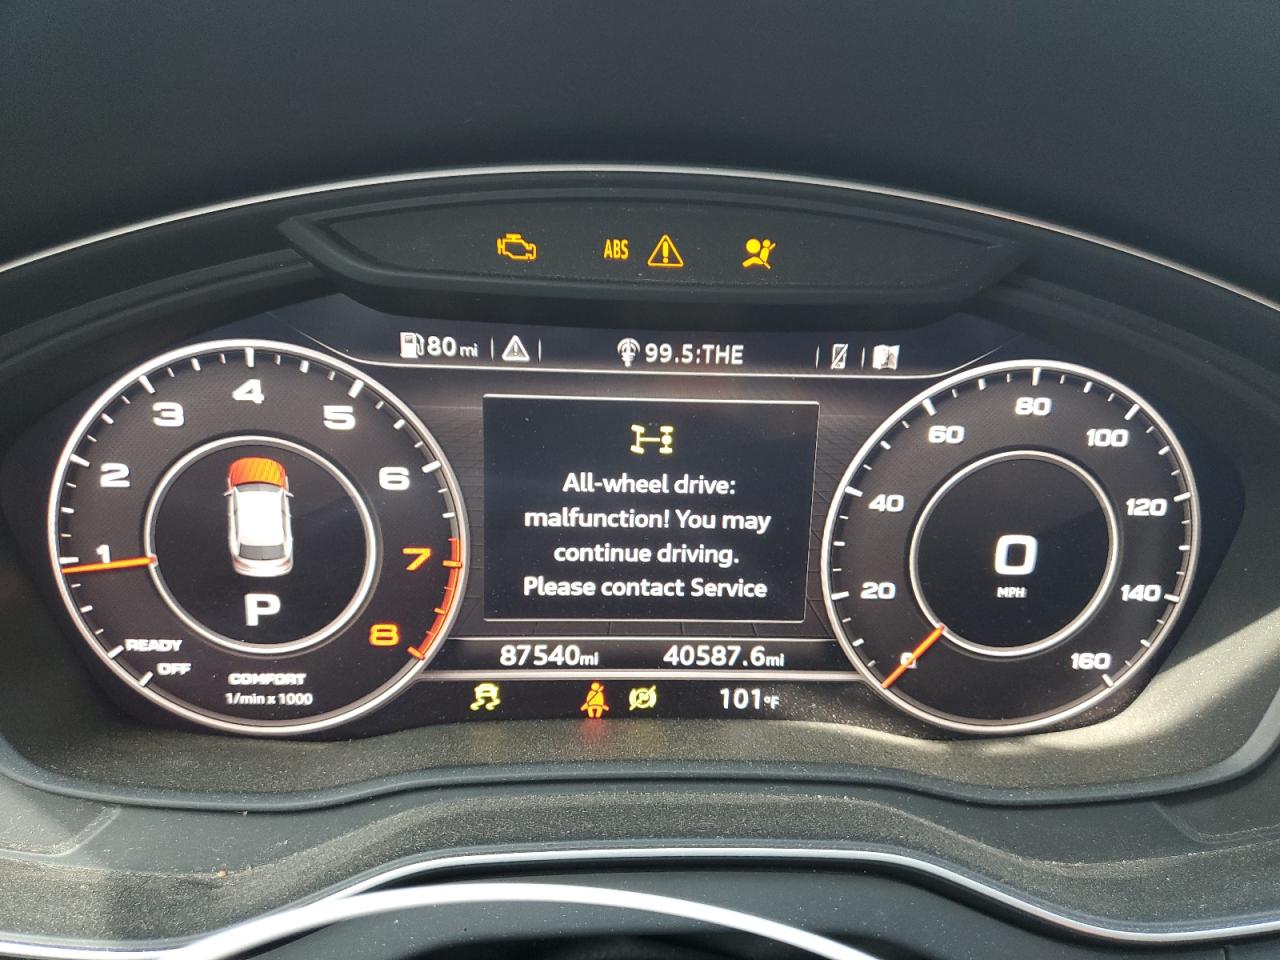 ABS
80 mi
99.5:THE
1
2
3
4
5
6
7
8
READY
OFF
P
COMFORT
1/min x 1000
All-wheel drive:
malfunction! You may
continue driving.
Please contact Service
87540mi
40587.6mi
101°F
0
20
40
60
80
100
120
140
160
0
MPH